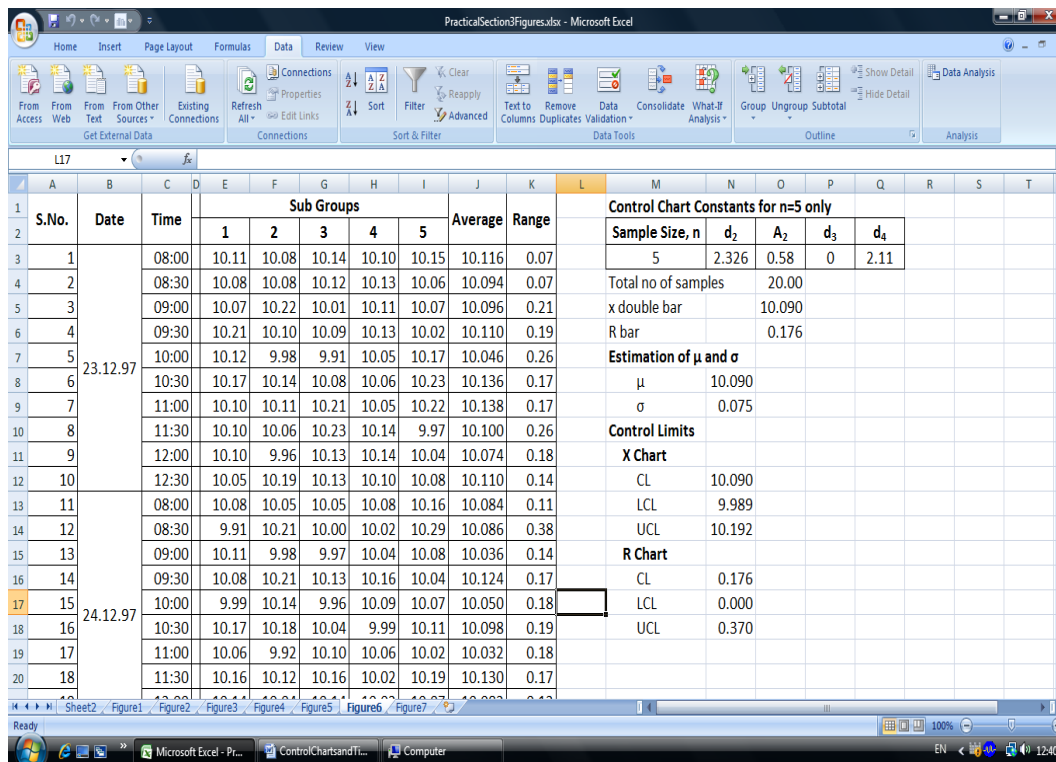 PracticalSection3Figures.xlsx - Microsoft Excel
Home Insert Page Layout Formulas Data Review View
From Access From Web From Text From Other Sources Existing Connections Refresh All Connections Properties Edit Links Sort Filter Clear Reapply Advanced Text to Columns Remove Duplicates Data Validation Consolidate What-If Analysis Group Ungroup Subtotal Show Detail Hide Detail Data Analysis
Get External Data Connections Sort & Filter Data Tools Outline Analysis
L17 fx
A B C D E F G H I J K L M N O P Q R S T
1 S.No. Date Time Sub Groups Average Range Control Chart Constants for n=5 only
2 1 2 3 4 5 Sample Size, n d₂ A₂ d₃ d₄
3 1 08:00 10.11 10.08 10.14 10.10 10.15 10.116 0.07 5 2.326 0.58 0 2.11
4 2 08:30 10.08 10.08 10.12 10.13 10.06 10.094 0.07 Total no of samples 20.00
5 3 09:00 10.07 10.22 10.01 10.11 10.07 10.096 0.21 x double bar 10.090
6 4 09:30 10.21 10.10 10.09 10.13 10.02 10.110 0.19 R bar 0.176
7 5 10:00 10.12 9.98 9.91 10.05 10.17 10.046 0.26 Estimation of μ and σ
23.12.97
8 6 10:30 10.17 10.14 10.08 10.06 10.23 10.136 0.17 μ 10.090
9 7 11:00 10.10 10.11 10.21 10.05 10.22 10.138 0.17 σ 0.075
10 8 11:30 10.10 10.06 10.23 10.14 9.97 10.100 0.26 Control Limits
11 9 12:00 10.10 9.96 10.13 10.14 10.04 10.074 0.18 X Chart
12 10 12:30 10.05 10.19 10.13 10.10 10.08 10.110 0.14 CL 10.090
13 11 08:00 10.08 10.05 10.05 10.08 10.16 10.084 0.11 LCL 9.989
14 12 08:30 9.91 10.21 10.00 10.02 10.29 10.086 0.38 UCL 10.192
15 13 09:00 10.11 9.98 9.97 10.04 10.08 10.036 0.14 R Chart
16 14 09:30 10.08 10.21 10.13 10.16 10.04 10.124 0.17 CL 0.176
17 15 10:00 9.99 10.14 9.96 10.09 10.07 10.050 0.18 LCL 0.000
24.12.97
18 16 10:30 10.17 10.18 10.04 9.99 10.11 10.098 0.19 UCL 0.370
19 17 11:00 10.06 9.92 10.10 10.06 10.02 10.032 0.18
20 18 11:30 10.16 10.12 10.16 10.02 10.19 10.130 0.17
Sheet2 Figure1 Figure2 Figure3 Figure4 Figure5 Figure6 Figure7
Ready 100%
Microsoft Excel - Pr... ControlChartsandTi... Computer EN 12:40